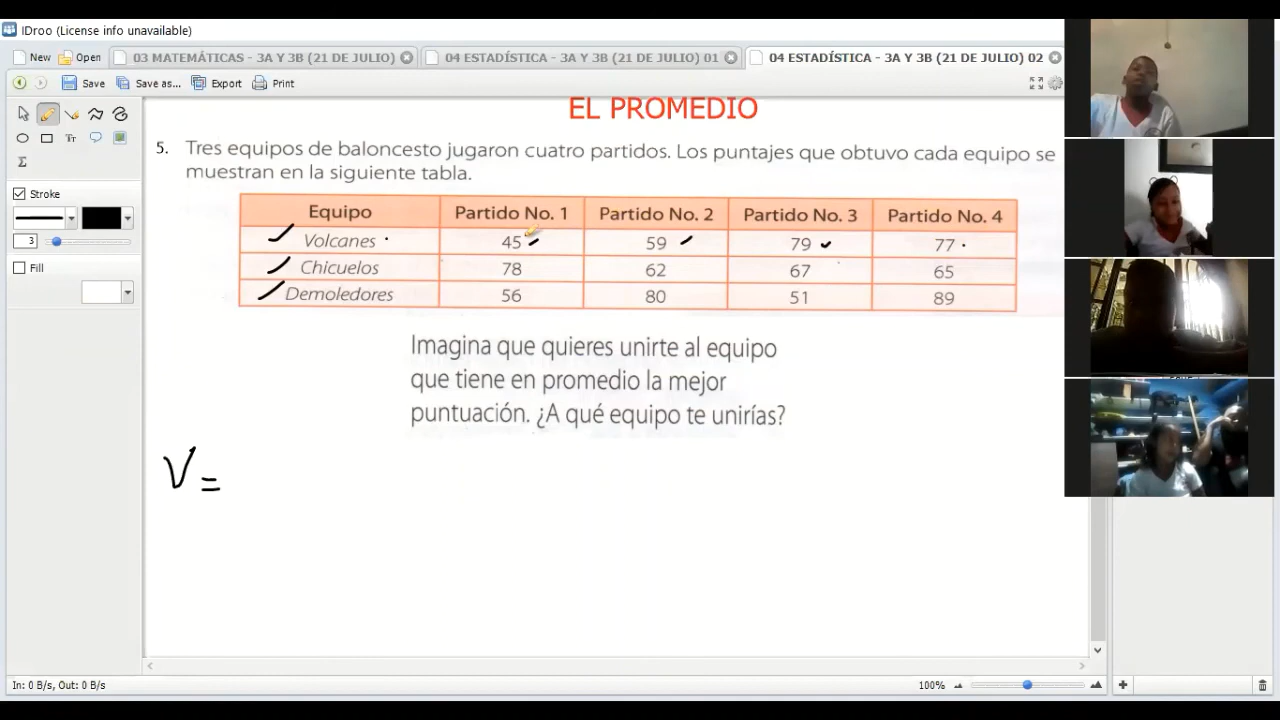 IDroo (License info unavailable)
New Open 03 MATEMÁTICAS - 3A Y 3B (21 DE JULIO) 04 ESTADÍSTICA - 3A Y 3B (21 DE JULIO) 01 04 ESTADÍSTICA - 3A Y 3B (21 DE JULIO) 02
Save Save as... Export Print
EL PROMEDIO
5. Tres equipos de baloncesto jugaron cuatro partidos. Los puntajes que obtuvo cada equipo se
muestran en la siguiente tabla.
Equipo Partido No. 1 Partido No. 2 Partido No. 3 Partido No. 4
Volcanes 45 59 79 77
Chicuelos 78 62 67 65
Demoledores 56 80 51 89
Imagina que quieres unirte al equipo
que tiene en promedio la mejor
puntuación. ¿A qué equipo te unirías?
V=
Tr
Σ
Stroke
3
Fill
In: 0 B/s, Out: 0 B/s 100%